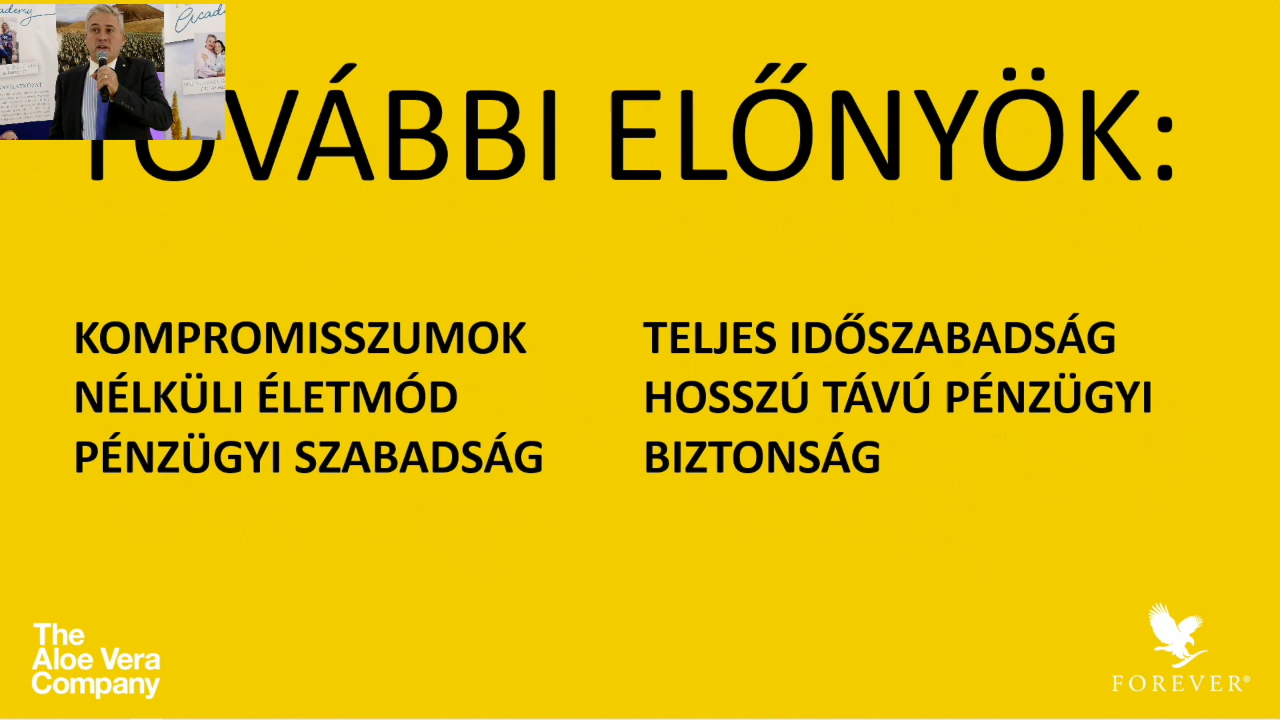 TOVÁBBI ELŐNYÖK:
KOMPROMISSZUMOK
NÉLKÜLI ÉLETMÓD
PÉNZÜGYI SZABADSÁG
TELJES IDŐSZABADSÁG
HOSSZÚ TÁVÚ PÉNZÜGYI
BIZTONSÁG
The
Aloe Vera
Company
FOREVER®